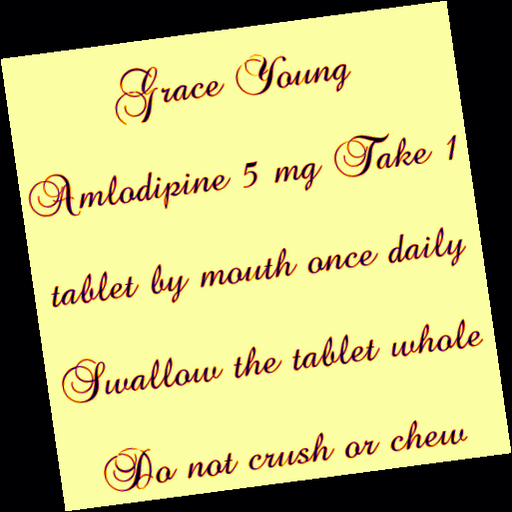 Grace Young
Amlodipine 5 mg Take 1
tablet by mouth once daily
Swallow the tablet whole
Do not crush or chew